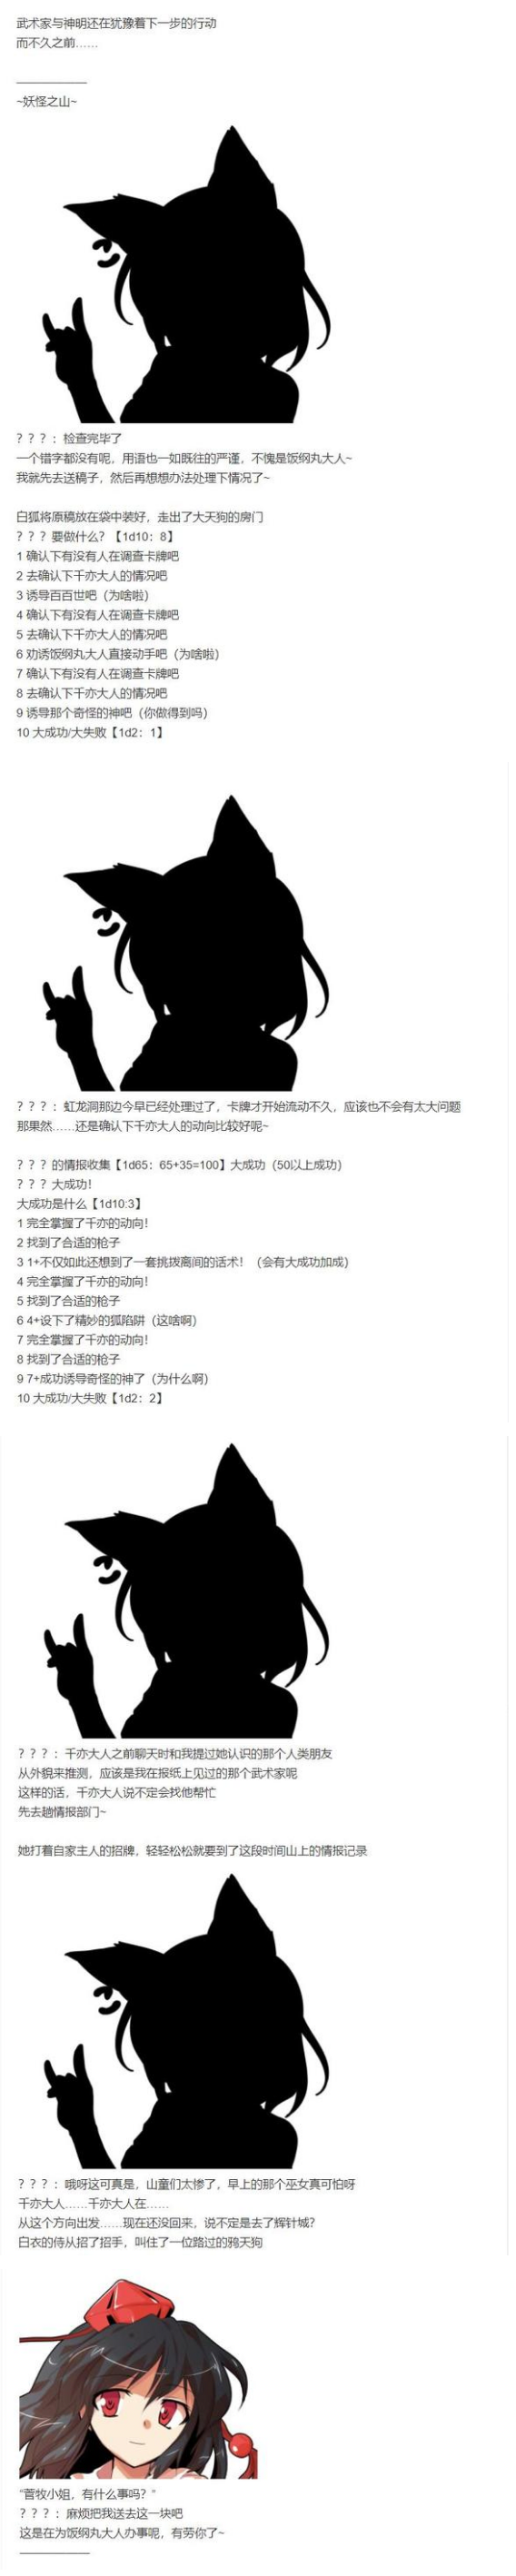 武术家与神明还在犹豫着下一步的行动
而不久之前……
——————
~妖怪之山~
？？？：检查完毕了
一个错字都没有呢，用语也一如既往的严谨，不愧是饭纲丸大人~
我就先去送稿子，然后再想想办法处理下情况了~
白狐将原稿放在袋中装好，走出了大天狗的房门
？？？要做什么？【1d10：8】
1 确认下有没有人在调查卡牌吧
2 去确认下千亦大人的情况吧
3 诱导百百世吧（为啥啦）
4 确认下有没有人在调查卡牌吧
5 去确认下千亦大人的情况吧
6 劝诱饭纲丸大人直接动手吧（为啥啦）
7 确认下有没有人在调查卡牌吧
8 去确认下千亦大人的情况吧
9 诱导那个奇怪的神吧（你做得到吗）
10 大成功/大失败【1d2：1】
？？？：虹龙洞那边今早已经处理过了，卡牌才开始流动不久，应该也不会有太大问题
那果然……还是确认下千亦大人的动向比较好呢~
？？？的情报收集【1d65：65+35=100】大成功（50以上成功）
？？？大成功！
大成功是什么【1d10:3】
1 完全掌握了千亦的动向！
2 找到了合适的枪子
3 1+不仅如此还想到了一套挑拨离间的话术！（会有大成功加成）
4 完全掌握了千亦的动向！
5 找到了合适的枪子
6 4+设下了精妙的狐陷阱（这啥啊）
7 完全掌握了千亦的动向！
8 找到了合适的枪子
9 7+成功诱导奇怪的神了（为什么啊）
10 大成功/大失败【1d2：2】
？？？：千亦大人之前聊天时和我提过她认识的那个人类朋友
从外貌来推测，应该是我在报纸上见过的那个武术家呢
这样的话，千亦大人说不定会找他帮忙
先去趟情报部门~
她打着自家主人的招牌，轻轻松松就要到了这段时间山上的情报记录
？？？：哦呀这可真是，山童们太惨了，早上的那个巫女真可怕呀
千亦大人……千亦大人在……
从这个方向出发……现在还没回来，说不定是去了辉针城？
白衣的侍从招了招手，叫住了一位路过的鸦天狗
“菅牧小姐，有什么事吗？”
？？？：麻烦把我送去这一块吧
这是在为饭纲丸大人办事呢，有劳你了~
——————